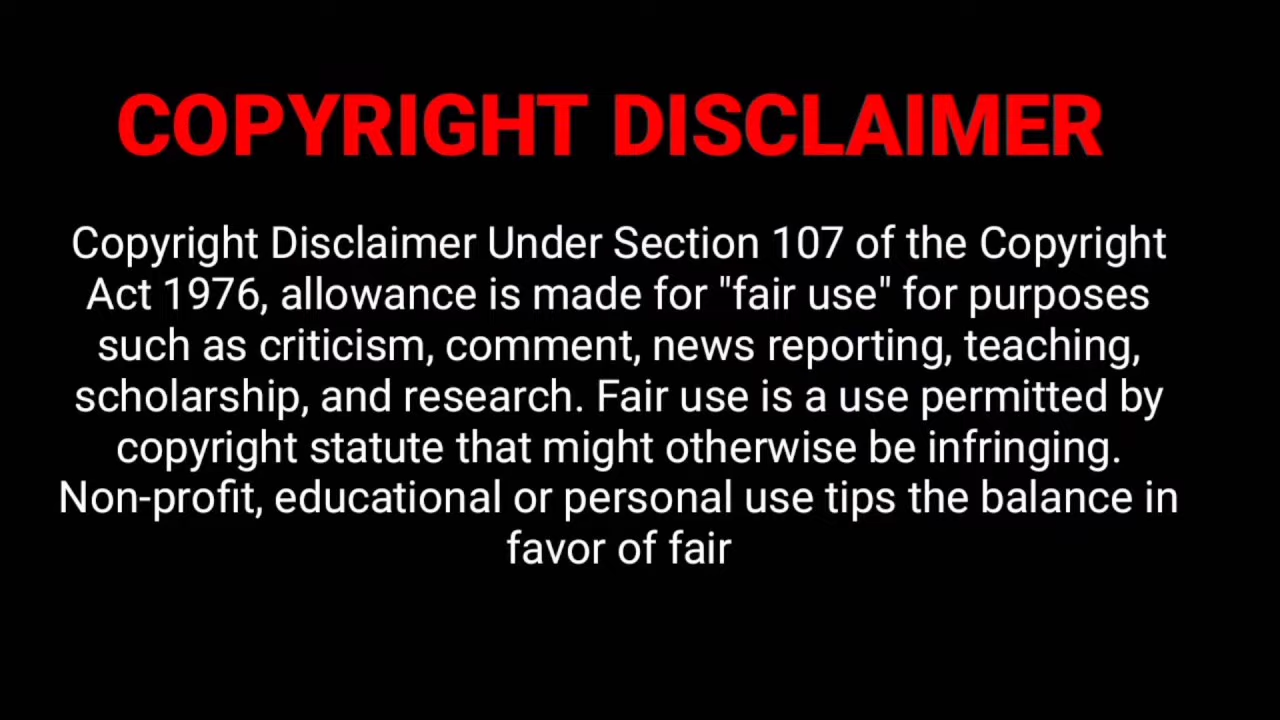 COPYRIGHT DISCLAIMER
Copyright Disclaimer Under Section 107 of the Copyright
Act 1976, allowance is made for "fair use" for purposes
such as criticism, comment, news reporting, teaching,
scholarship, and research. Fair use is a use permitted by
copyright statute that might otherwise be infringing.
Non-profit, educational or personal use tips the balance in
favor of fair